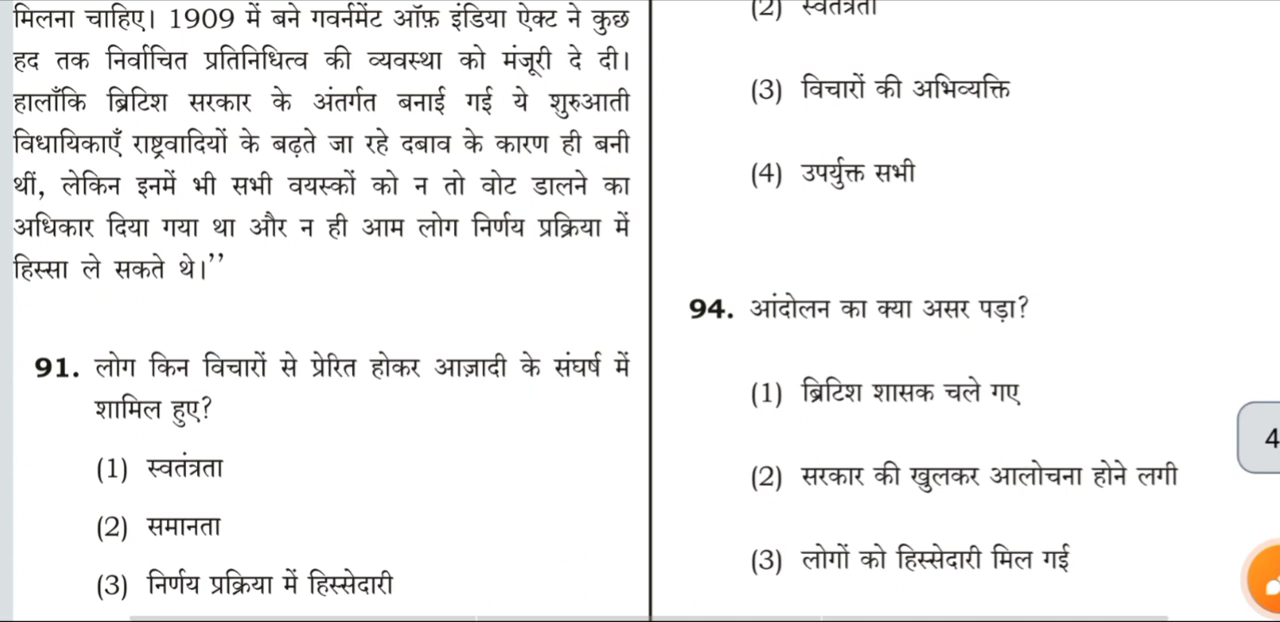 मिलना चाहिए। 1909 में बने गवर्नमेंट ऑफ़ इंडिया ऐक्ट ने कुछ
हद तक निर्वाचित प्रतिनिधित्व की व्यवस्था को मंज़ूरी दे दी।
हालाँकि ब्रिटिश सरकार के अंतर्गत बनाई गई ये शुरुआती
विधायिकाएँ राष्ट्रवादियों के बढ़ते जा रहे दबाव के कारण ही बनी
थीं, लेकिन इनमें भी सभी वयस्कों को न तो वोट डालने का
अधिकार दिया गया था और न ही आम लोग निर्णय प्रक्रिया में
हिस्सा ले सकते थे।’’
91. लोग किन विचारों से प्रेरित होकर आज़ादी के संघर्ष में
शामिल हुए?
(1) स्वतंत्रता
(2) समानता
(3) निर्णय प्रक्रिया में हिस्सेदारी
(2) स्वतंत्रता
(3) विचारों की अभिव्यक्ति
(4) उपर्युक्त सभी
94. आंदोलन का क्या असर पड़ा?
(1) ब्रिटिश शासक चले गए
(2) सरकार की खुलकर आलोचना होने लगी
(3) लोगों को हिस्सेदारी मिल गई
4